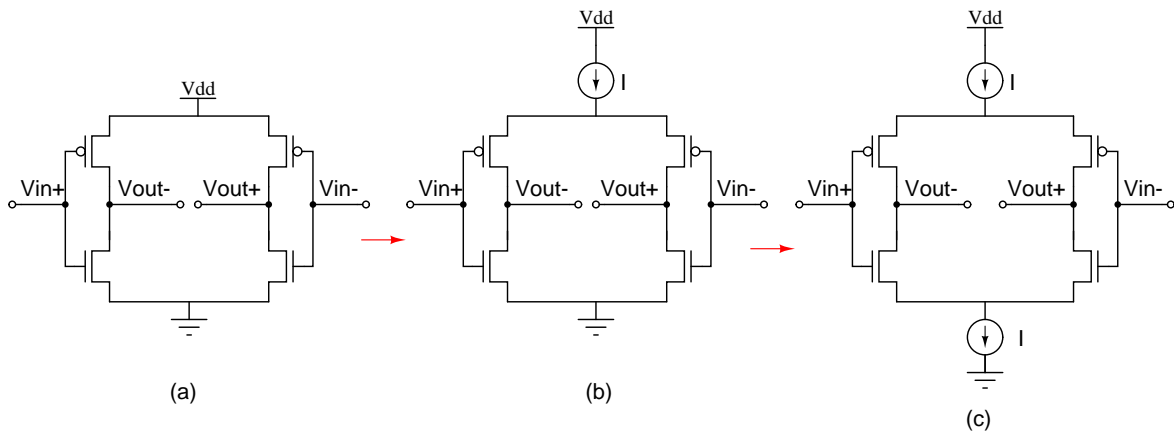 Vdd
Vin+
Vout-
Vout+
Vin-
(a)
Vdd
I
Vin+
Vout-
Vout+
Vin-
(b)
Vdd
I
Vin+
Vout-
Vout+
Vin-
I
(c)